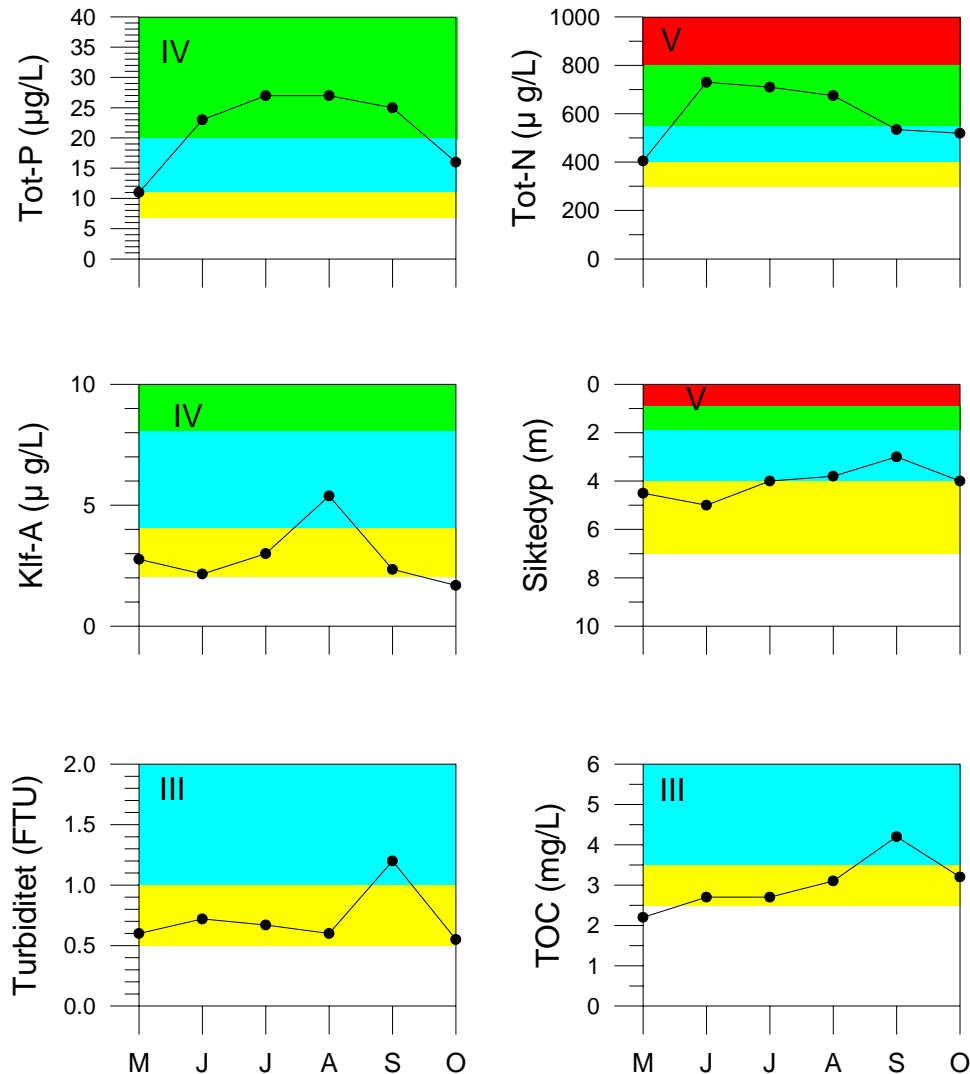 Tot-P (µg/L)
40
35
30
25
20
15
10
5
0
IV
Tot-N (µ g/L)
1000
800
600
400
200
0
V
Klf-A (µ g/L)
10
5
0
IV
Siktedyp (m)
0
2
4
6
8
10
V
Turbiditet (FTU)
2.0
1.5
1.0
0.5
0.0
III
M J J A S O
TOC (mg/L)
6
5
4
3
2
1
0
III
M J J A S O